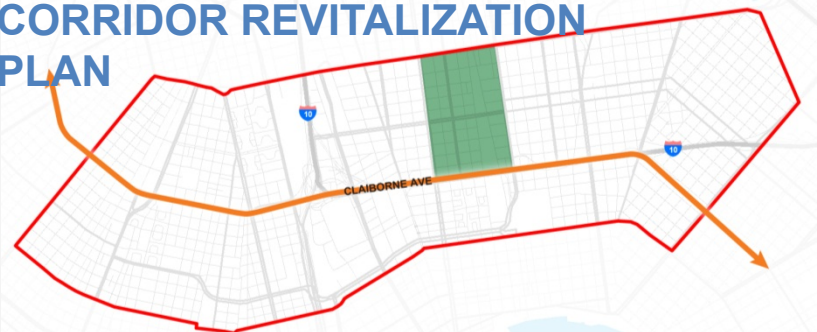 CORRIDOR REVITALIZATION
PLAN
10
10
CLAIBORNE AVE